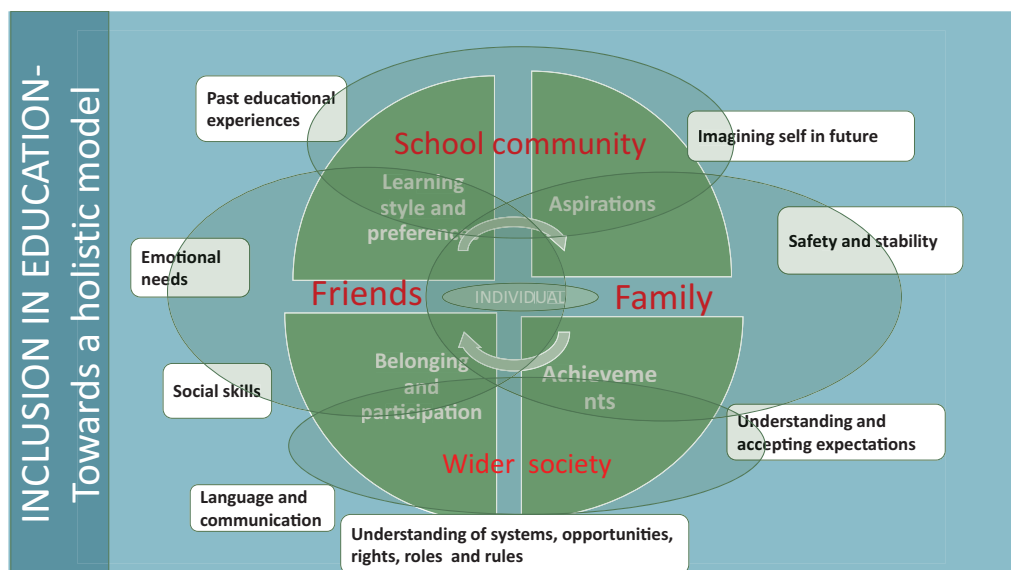 INCLUSION IN EDUCATION-
Towards a holistic model
Past educational
experiences
School community
Imagining self in future
Learning
style and
preference
Aspirations
Safety and stability
Emotional
needs
Friends
INDIVIDUAL
Family
Belonging
and
participation
Achieveme
nts
Social skills
Understanding and
accepting expectations
Wider society
Language and
communication
Understanding of systems, opportunities,
rights, roles and rules